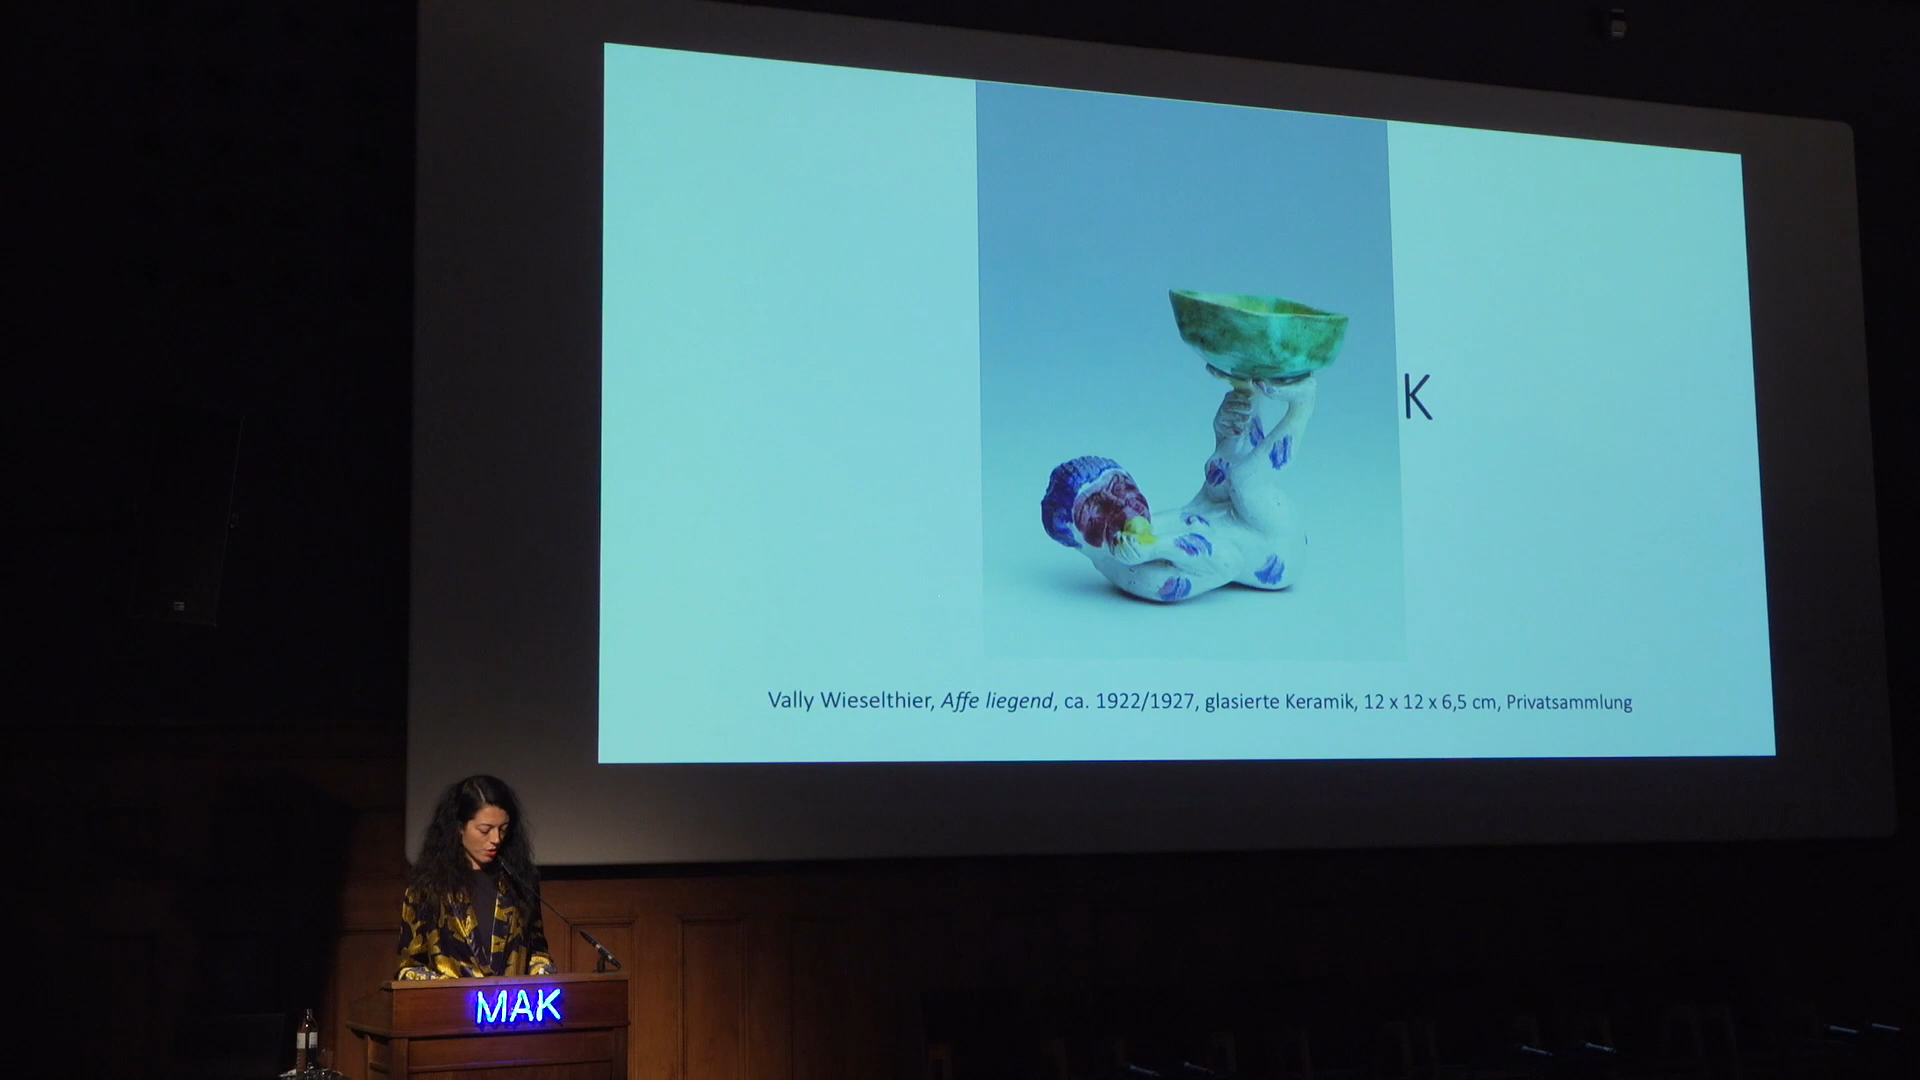 K
Vally Wieselthier, Affe liegend, ca. 1922/1927, glasierte Keramik, 12 x 12 x 6,5 cm, Privatsammlung
MAK